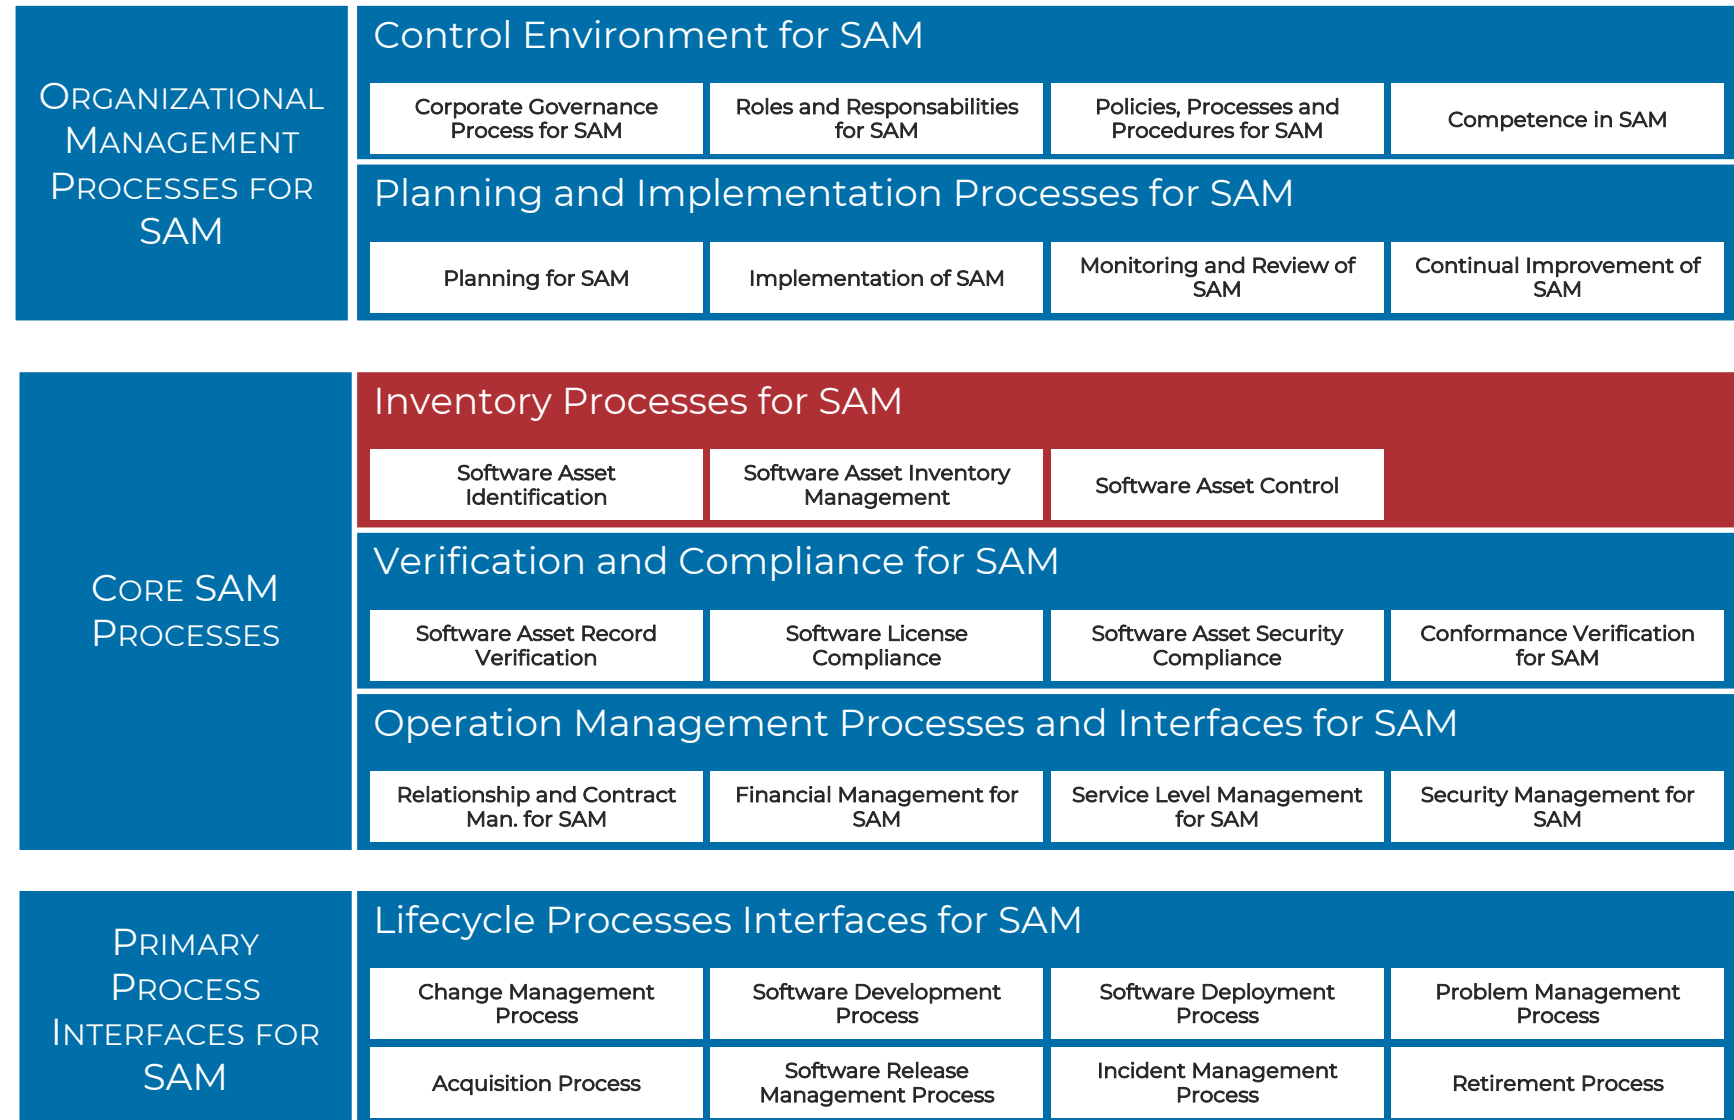 ORGANIZATIONAL
MANAGEMENT
PROCESSES FOR
SAM
Control Environment for SAM
Corporate Governance
Process for SAM
Roles and Responsabilities
for SAM
Policies, Processes and
Procedures for SAM
Competence in SAM
Planning and Implementation Processes for SAM
Planning for SAM
Implementation of SAM
Monitoring and Review of
SAM
Continual Improvement of
SAM
CORE SAM
PROCESSES
Inventory Processes for SAM
Software Asset
Identification
Software Asset Inventory
Management
Software Asset Control
Verification and Compliance for SAM
Software Asset Record
Verification
Software License
Compliance
Software Asset Security
Compliance
Conformance Verification
for SAM
Operation Management Processes and Interfaces for SAM
Relationship and Contract
Man. for SAM
Financial Management for
SAM
Service Level Management
for SAM
Security Management for
SAM
PRIMARY
PROCESS
INTERFACES FOR
SAM
Lifecycle Processes Interfaces for SAM
Change Management
Process
Software Development
Process
Software Deployment
Process
Problem Management
Process
Acquisition Process
Software Release
Management Process
Incident Management
Process
Retirement Process